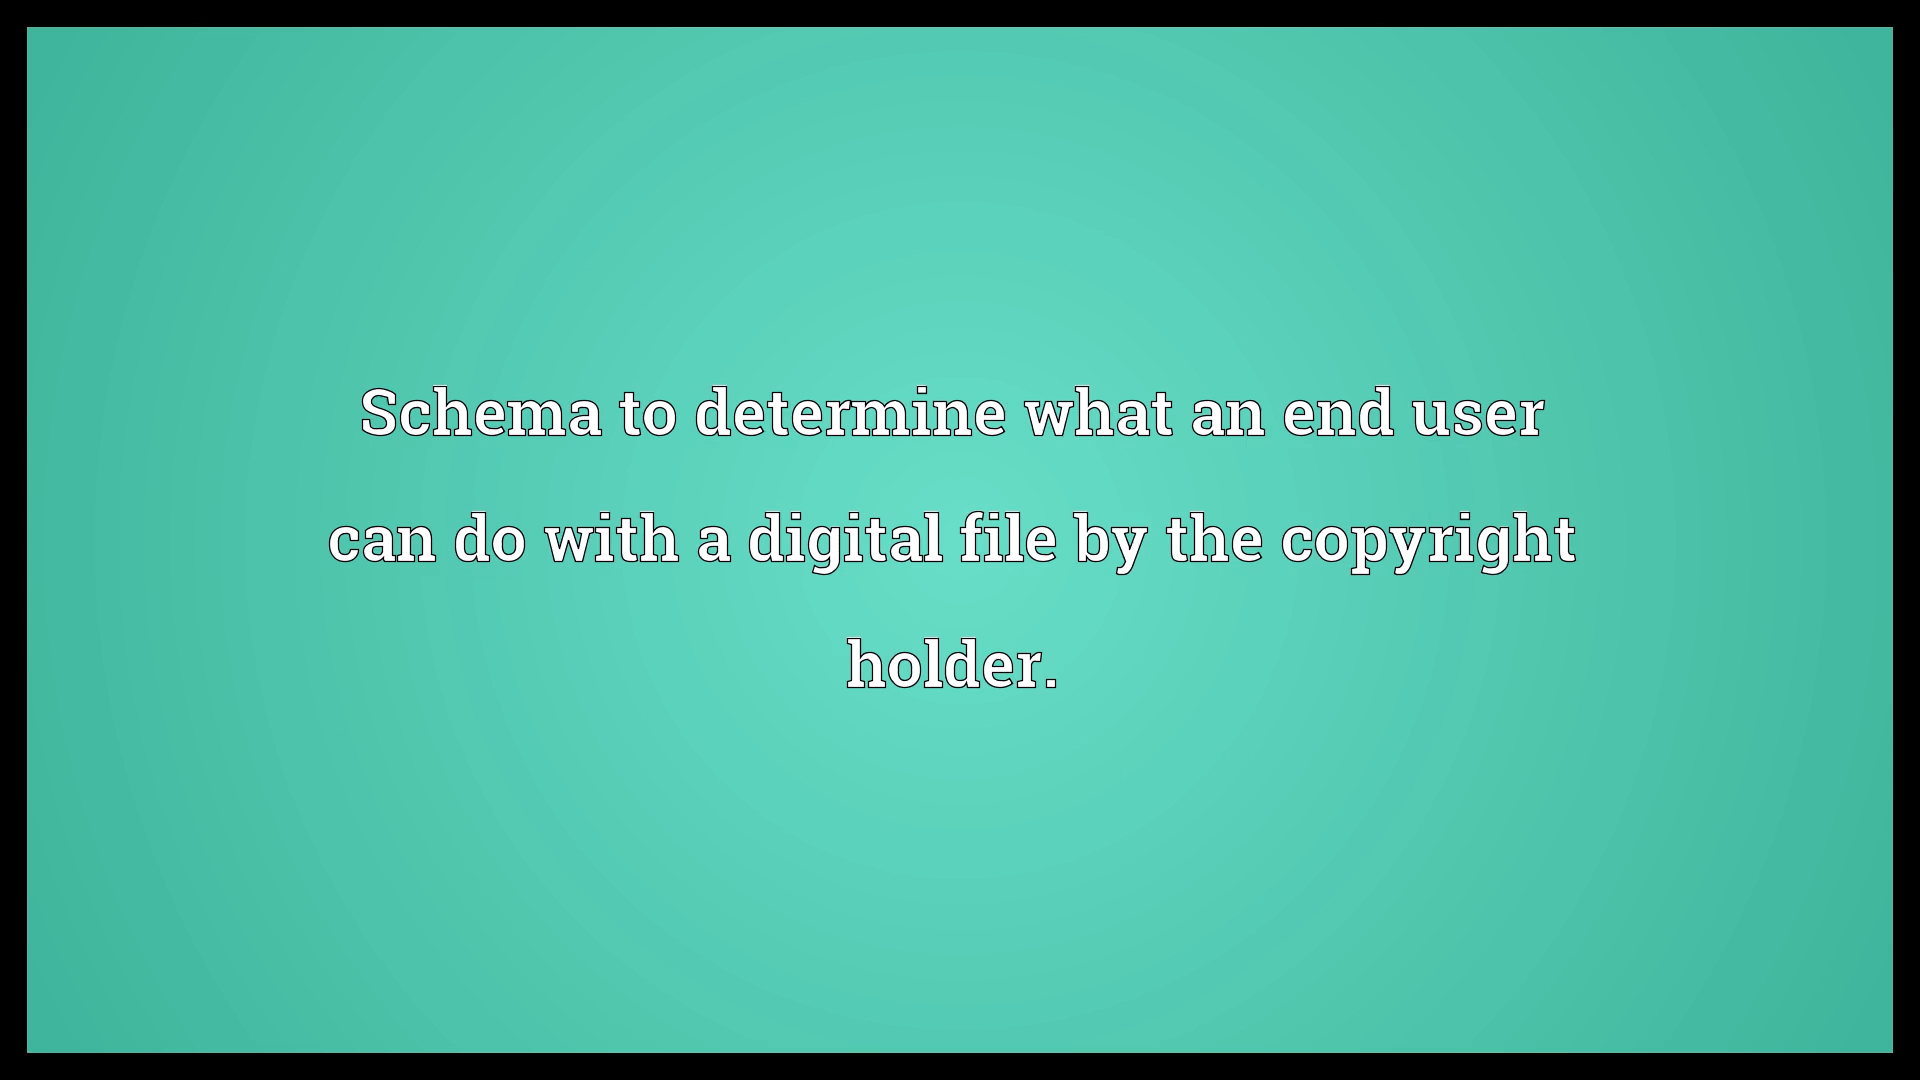 Schema to determine what an end user
can do with a digital file by the copyright
holder.